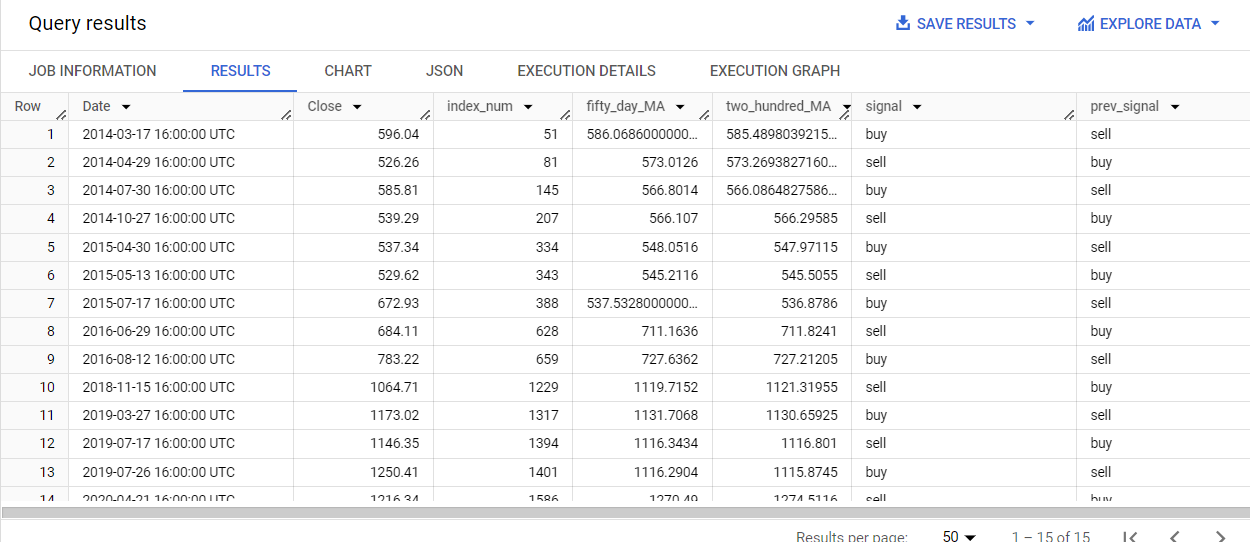 Query results SAVE RESULTS EXPLORE DATA
JOB INFORMATION RESULTS CHART JSON EXECUTION DETAILS EXECUTION GRAPH
Row Date Close index_num fifty_day_MA two_hundred_MA signal prev_signal
1 2014-03-17 16:00:00 UTC 596.04 51 586.0686000000... 585.4898039215... buy sell
2 2014-04-29 16:00:00 UTC 526.26 81 573.0126 573.2693827160... sell buy
3 2014-07-30 16:00:00 UTC 585.81 145 566.8014 566.0864827586... buy sell
4 2014-10-27 16:00:00 UTC 539.29 207 566.107 566.29585 sell buy
5 2015-04-30 16:00:00 UTC 537.34 334 548.0516 547.97115 buy sell
6 2015-05-13 16:00:00 UTC 529.62 343 545.2116 545.5055 sell buy
7 2015-07-17 16:00:00 UTC 672.93 388 537.5328000000... 536.8786 buy sell
8 2016-06-29 16:00:00 UTC 684.11 628 711.1636 711.8241 sell buy
9 2016-08-12 16:00:00 UTC 783.22 659 727.6362 727.21205 buy sell
10 2018-11-15 16:00:00 UTC 1064.71 1229 1119.7152 1121.31955 sell buy
11 2019-03-27 16:00:00 UTC 1173.02 1317 1131.7068 1130.65925 buy sell
12 2019-07-17 16:00:00 UTC 1146.35 1394 1116.3434 1116.801 sell buy
13 2019-07-26 16:00:00 UTC 1250.41 1401 1116.2904 1115.8745 buy sell
14 2020-04-21 16:00:00 UTC 1216.34 1586 1270.49 1274.5116 sell buy
Results per page: 50 1 – 15 of 15